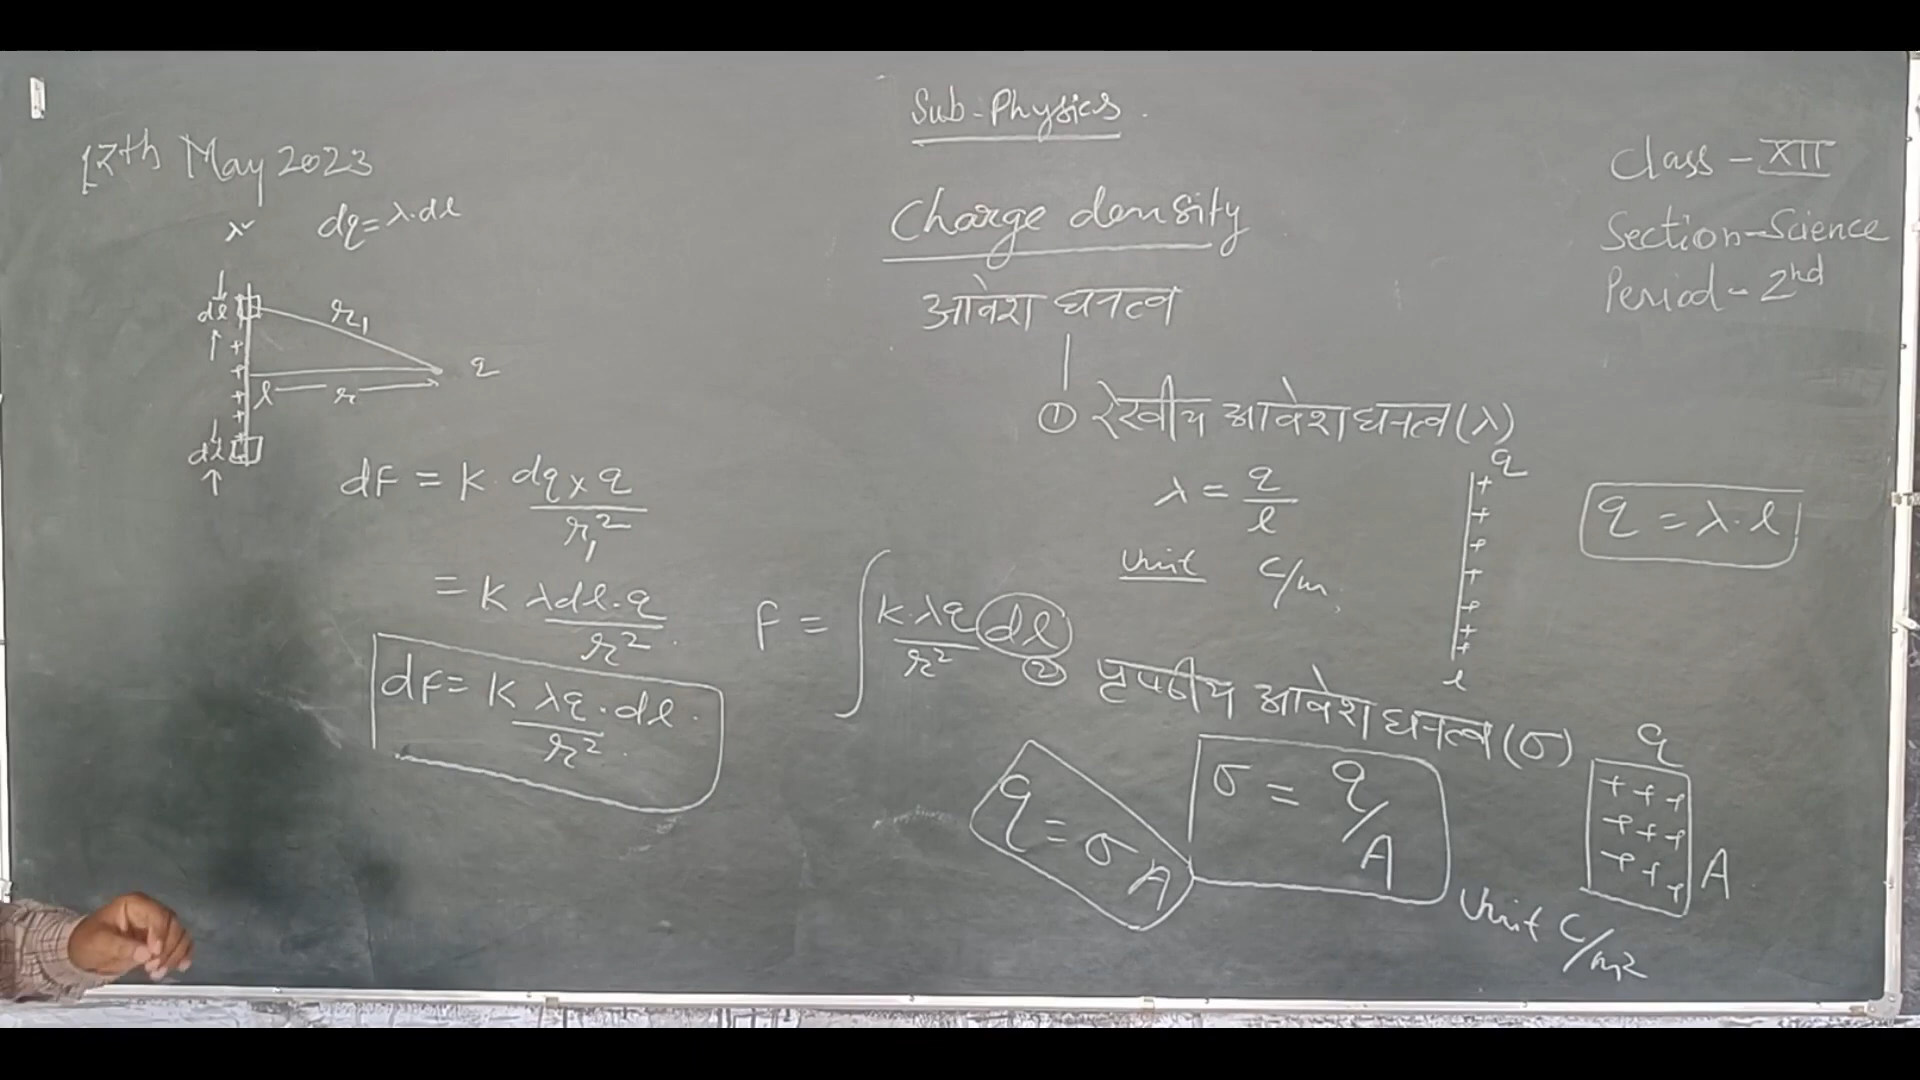 Sub-Physics.
17th May 2023
Class-XII
Section-Science
Period-2nd
Charge density
आवेश घनत्व
λ dq=λ.dl
dl r₁
+
+ q
+ l r
+
+
dl
dF = K dq×q/r₁²
= K λdl.q/r².
dF= K λq/r² . dl.
F = ∫ K.λq/r² dl
① रेखीय आवेश घनत्व (λ)
λ = q/l
q
+
+
+
+
+
+
+
l
q = λ.l
Unit C/m
② पृष्ठीय आवेश घनत्व (σ)
q = σA
σ = q/A
q
+ + +
+ + +
+ + +
A
Unit C/m²